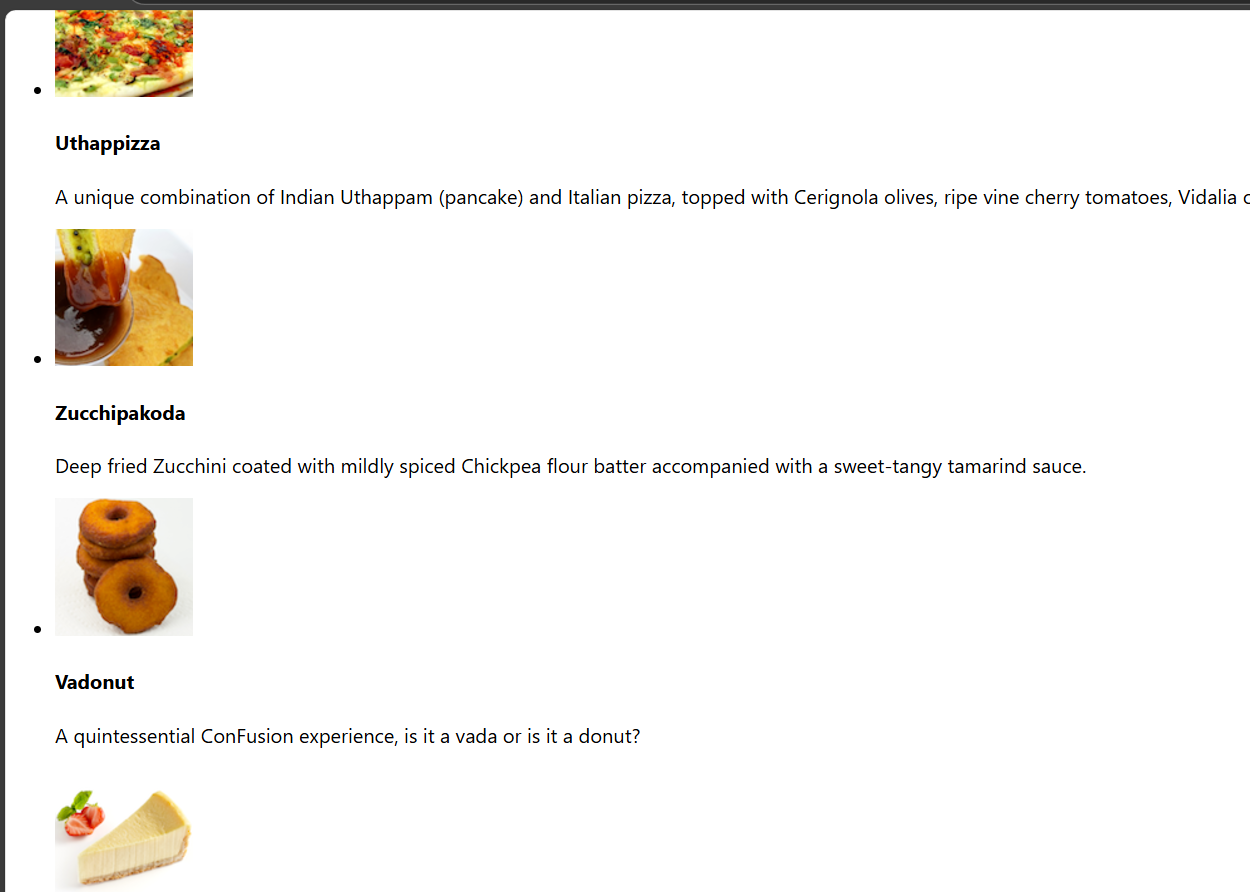 Uthappizza
A unique combination of Indian Uthappam (pancake) and Italian pizza, topped with Cerignola olives, ripe vine cherry tomatoes, Vidalia
Zucchipakoda
Deep fried Zucchini coated with mildly spiced Chickpea flour batter accompanied with a sweet-tangy tamarind sauce.
Vadonut
A quintessential ConFusion experience, is it a vada or is it a donut?